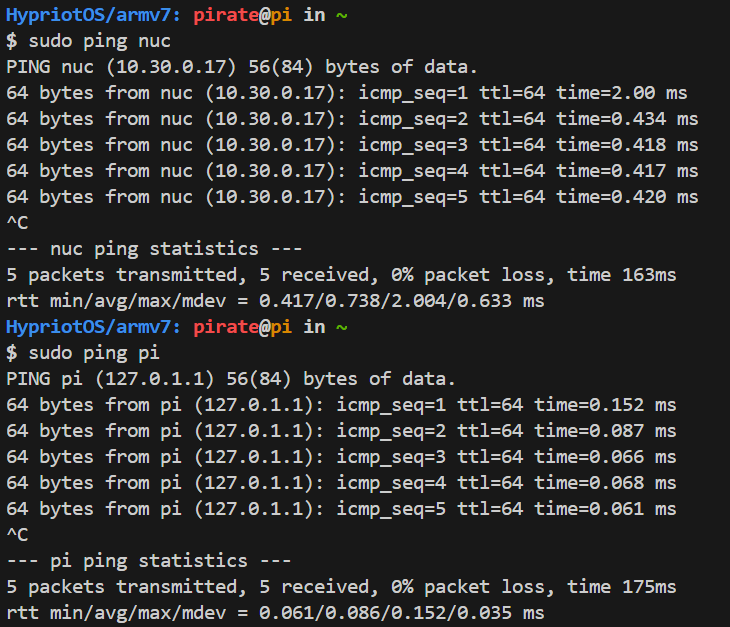 HypriotOS/armv7: pirate@pi in ~
$ sudo ping nuc
PING nuc (10.30.0.17) 56(84) bytes of data.
64 bytes from nuc (10.30.0.17): icmp_seq=1 ttl=64 time=2.00 ms
64 bytes from nuc (10.30.0.17): icmp_seq=2 ttl=64 time=0.434 ms
64 bytes from nuc (10.30.0.17): icmp_seq=3 ttl=64 time=0.418 ms
64 bytes from nuc (10.30.0.17): icmp_seq=4 ttl=64 time=0.417 ms
64 bytes from nuc (10.30.0.17): icmp_seq=5 ttl=64 time=0.420 ms
^C
--- nuc ping statistics ---
5 packets transmitted, 5 received, 0% packet loss, time 163ms
rtt min/avg/max/mdev = 0.417/0.738/2.004/0.633 ms
HypriotOS/armv7: pirate@pi in ~
$ sudo ping pi
PING pi (127.0.1.1) 56(84) bytes of data.
64 bytes from pi (127.0.1.1): icmp_seq=1 ttl=64 time=0.152 ms
64 bytes from pi (127.0.1.1): icmp_seq=2 ttl=64 time=0.087 ms
64 bytes from pi (127.0.1.1): icmp_seq=3 ttl=64 time=0.066 ms
64 bytes from pi (127.0.1.1): icmp_seq=4 ttl=64 time=0.068 ms
64 bytes from pi (127.0.1.1): icmp_seq=5 ttl=64 time=0.061 ms
^C
--- pi ping statistics ---
5 packets transmitted, 5 received, 0% packet loss, time 175ms
rtt min/avg/max/mdev = 0.061/0.086/0.152/0.035 ms